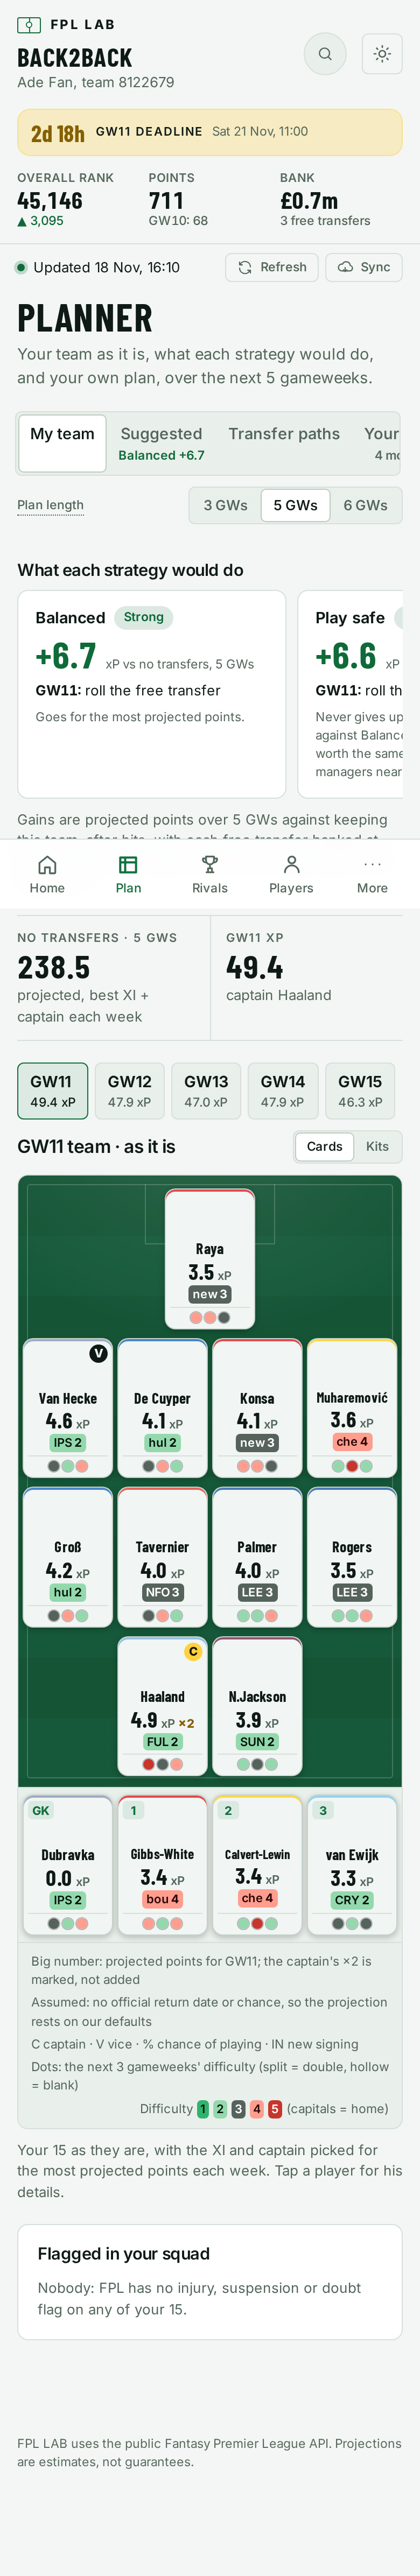 FPL LAB
BACK2BACK
Ade Fan, team 8122679
2d 18h GW11 DEADLINE Sat 21 Nov, 11:00
OVERALL RANK POINTS BANK
45,146 711 £0.7m
▲ 3,095 GW10: 68 3 free transfers
Updated 18 Nov, 16:10 Refresh Sync
PLANNER
Your team as it is, what each strategy would do,
and your own plan, over the next 5 gameweeks.
My team Suggested Transfer paths Your
Balanced +6.7 4 mo
Plan length 3 GWs 5 GWs 6 GWs
What each strategy would do
Balanced Strong Play safe
+6.7 xP vs no transfers, 5 GWs +6.6 xP
GW11: roll the free transfer GW11: roll th
Goes for the most projected points. Never gives up
against Balanc
worth the same
managers near
Gains are projected points over 5 GWs against keeping
Home Plan Rivals Players More
NO TRANSFERS · 5 GWS GW11 XP
238.5 49.4
projected, best XI + captain Haaland
captain each week
GW11 GW12 GW13 GW14 GW15
49.4 xP 47.9 xP 47.0 xP 47.9 xP 46.3 xP
GW11 team · as it is Cards Kits
Raya
3.5 xP
new 3
V
Van Hecke De Cuyper Konsa Muharemović
4.6 xP 4.1 xP 4.1 xP 3.6 xP
IPS 2 hul 2 new 3 che 4
Groß Tavernier Palmer Rogers
4.2 xP 4.0 xP 4.0 xP 3.5 xP
hul 2 NFO 3 LEE 3 LEE 3
C
Haaland N.Jackson
4.9 xP ×2 3.9 xP
FUL 2 SUN 2
GK 1 2 3
Dubravka Gibbs-White Calvert-Lewin van Ewijk
0.0 xP 3.4 xP 3.4 xP 3.3 xP
IPS 2 bou 4 che 4 CRY 2
Big number: projected points for GW11; the captain's ×2 is
marked, not added
Assumed: no official return date or chance, so the projection
rests on our defaults
C captain · V vice · % chance of playing · IN new signing
Dots: the next 3 gameweeks' difficulty (split = double, hollow
= blank)
Difficulty 1 2 3 4 5 (capitals = home)
Your 15 as they are, with the XI and captain picked for
the most projected points each week. Tap a player for his
details.
Flagged in your squad
Nobody: FPL has no injury, suspension or doubt
flag on any of your 15.
FPL LAB uses the public Fantasy Premier League API. Projections
are estimates, not guarantees.